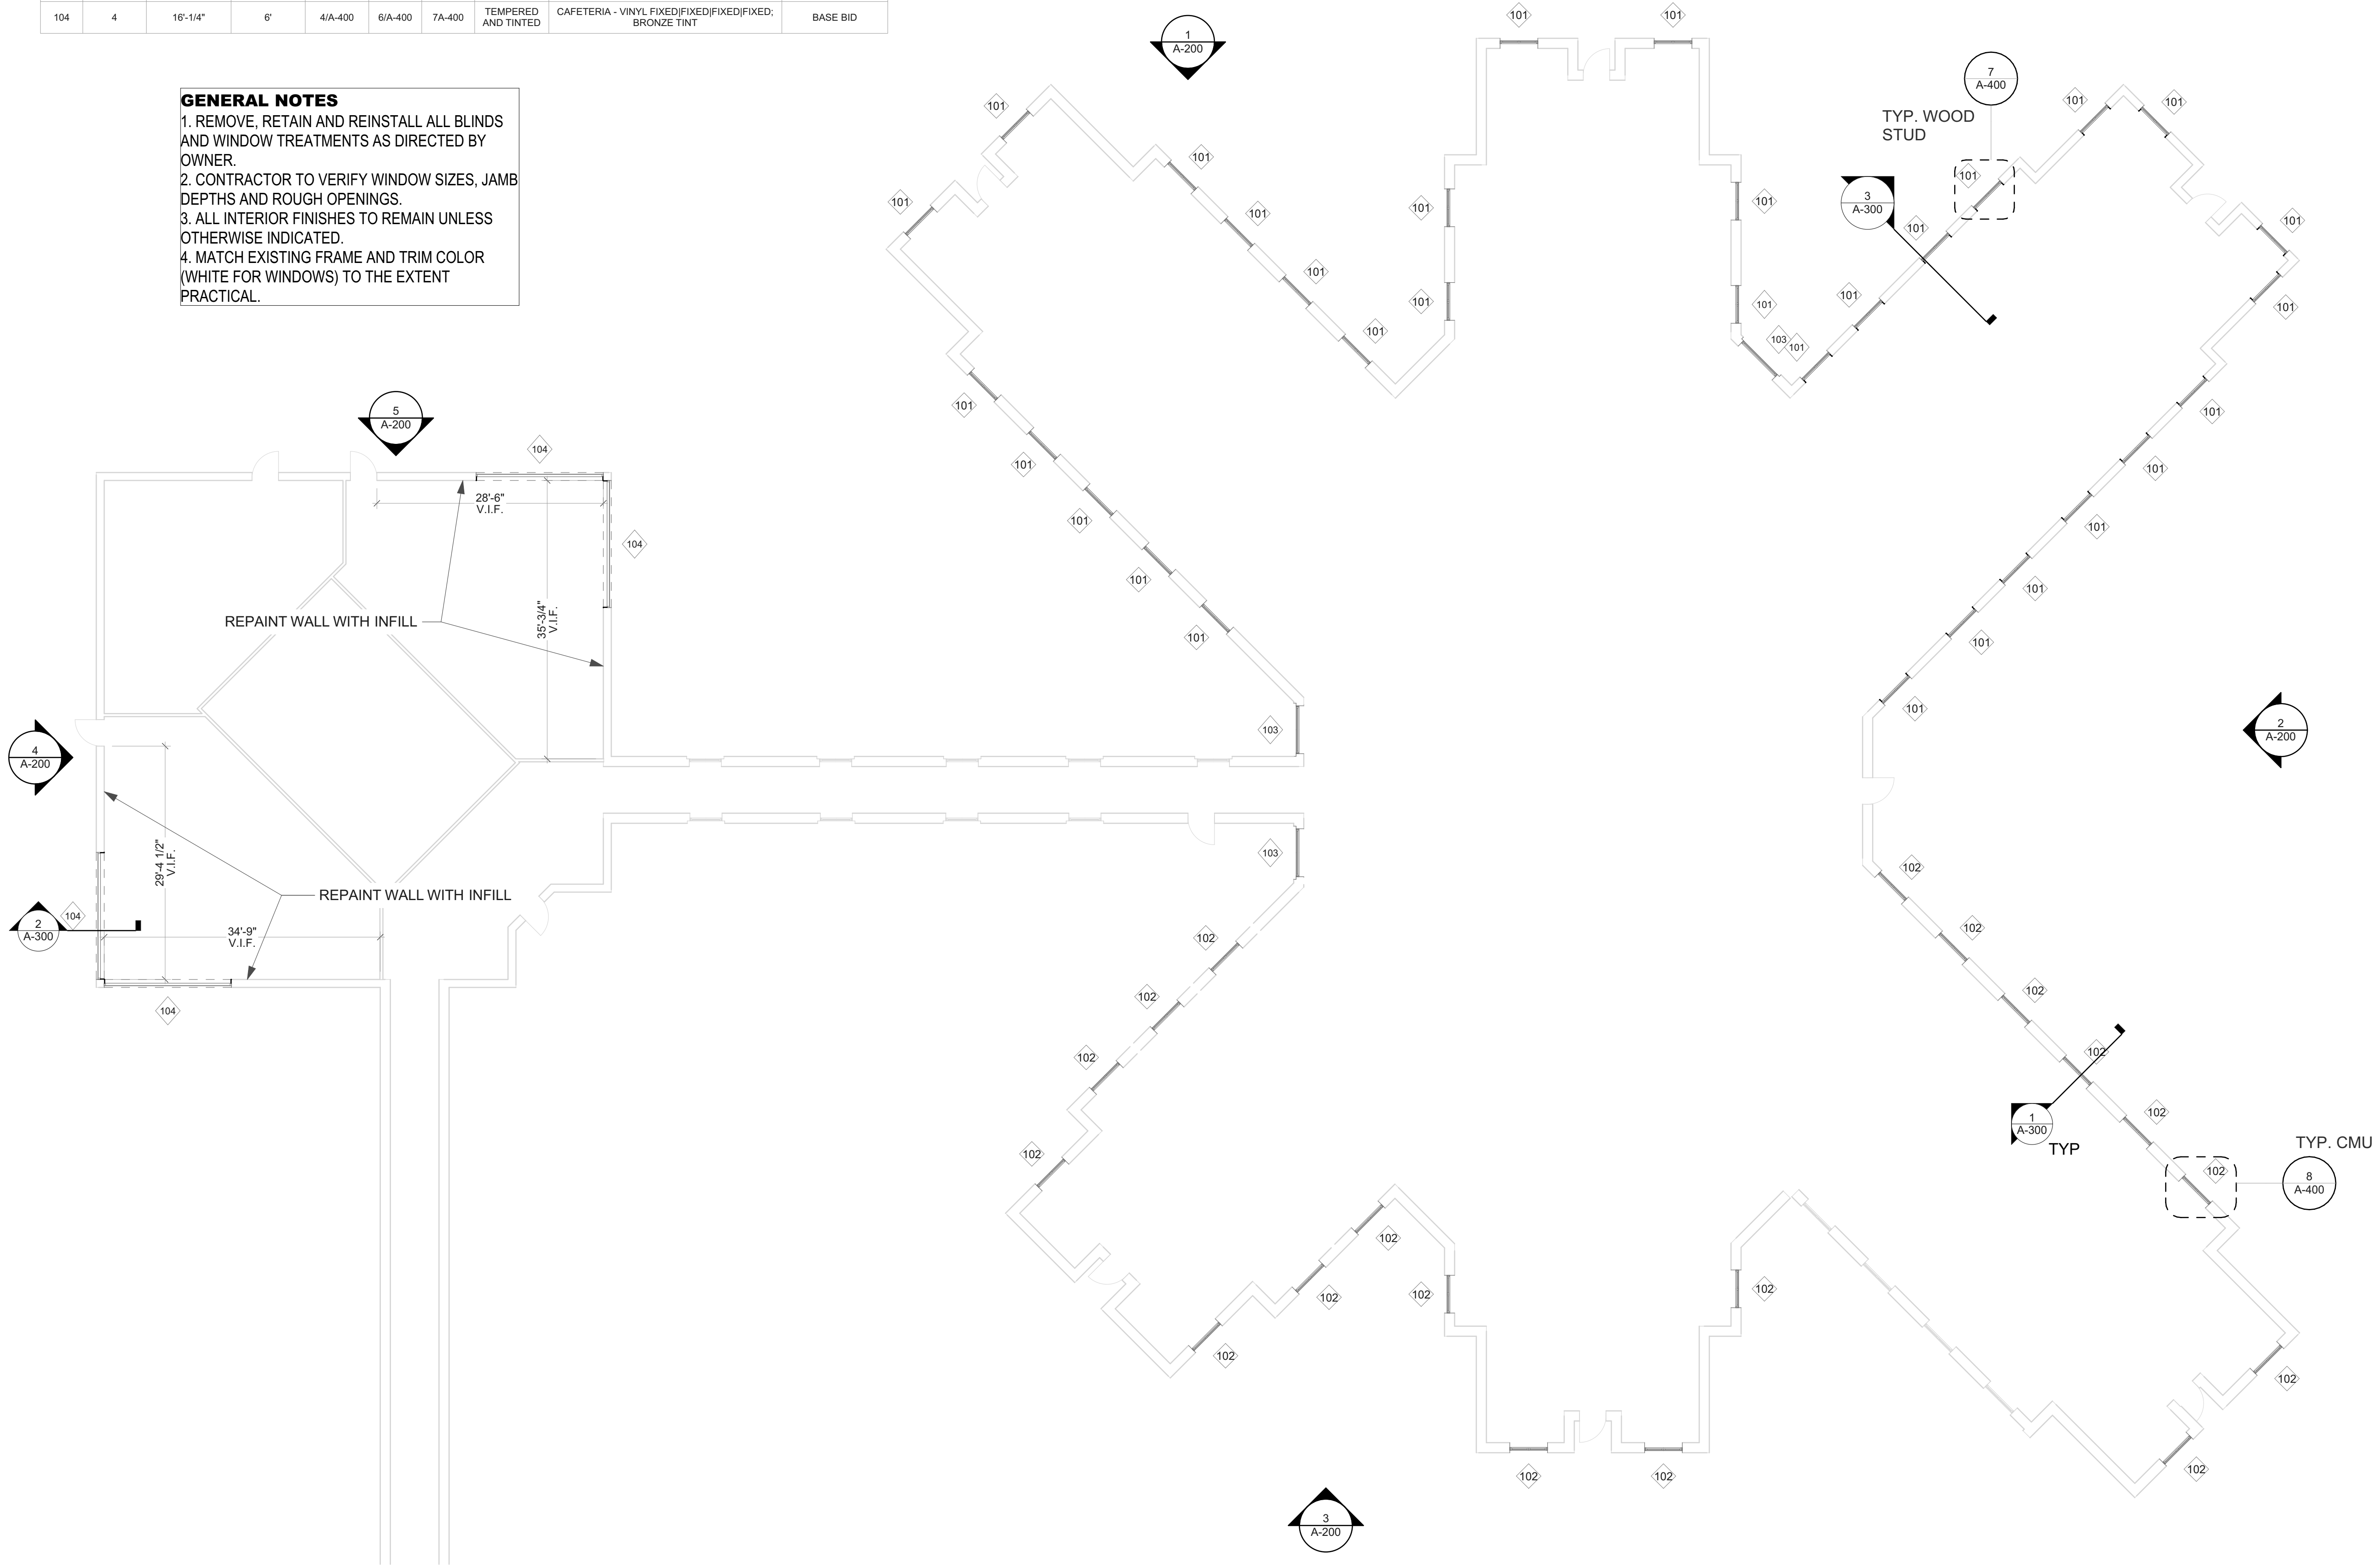 104 4 16'-1/4" 6' 4/A-400 6/A-400 7A-400 TEMPERED AND TINTED CAFETERIA - VINYL FIXED|FIXED|FIXED|FIXED; BRONZE TINT BASE BID
GENERAL NOTES
1. REMOVE, RETAIN AND REINSTALL ALL BLINDS
AND WINDOW TREATMENTS AS DIRECTED BY
OWNER.
2. CONTRACTOR TO VERIFY WINDOW SIZES, JAMB
DEPTHS AND ROUGH OPENINGS.
3. ALL INTERIOR FINISHES TO REMAIN UNLESS
OTHERWISE INDICATED.
4. MATCH EXISTING FRAME AND TRIM COLOR
(WHITE FOR WINDOWS) TO THE EXTENT
PRACTICAL.
1
A-200
101
101
7
A-400
TYP. WOOD
STUD
101
101
101
101
101
101
101
101
101
101
101
101
101
101
3
A-300
101
101
101
101
101
101
103
101
101
101
101
101
101
101
101
101
101
101
101
101
5
A-200
104
28'-6"
V.I.F.
104
35'-3/4"
V.I.F.
REPAINT WALL WITH INFILL
103
2
A-200
4
A-200
29'-4 1/2"
V.I.F.
REPAINT WALL WITH INFILL
103
2
A-300
104
34'-9"
V.I.F.
104
102
102
102
102
102
102
102
102
102
102
102
1
A-300
TYP
TYP. CMU
8
A-400
102
102
102
102
102
102
102
102
102
3
A-200